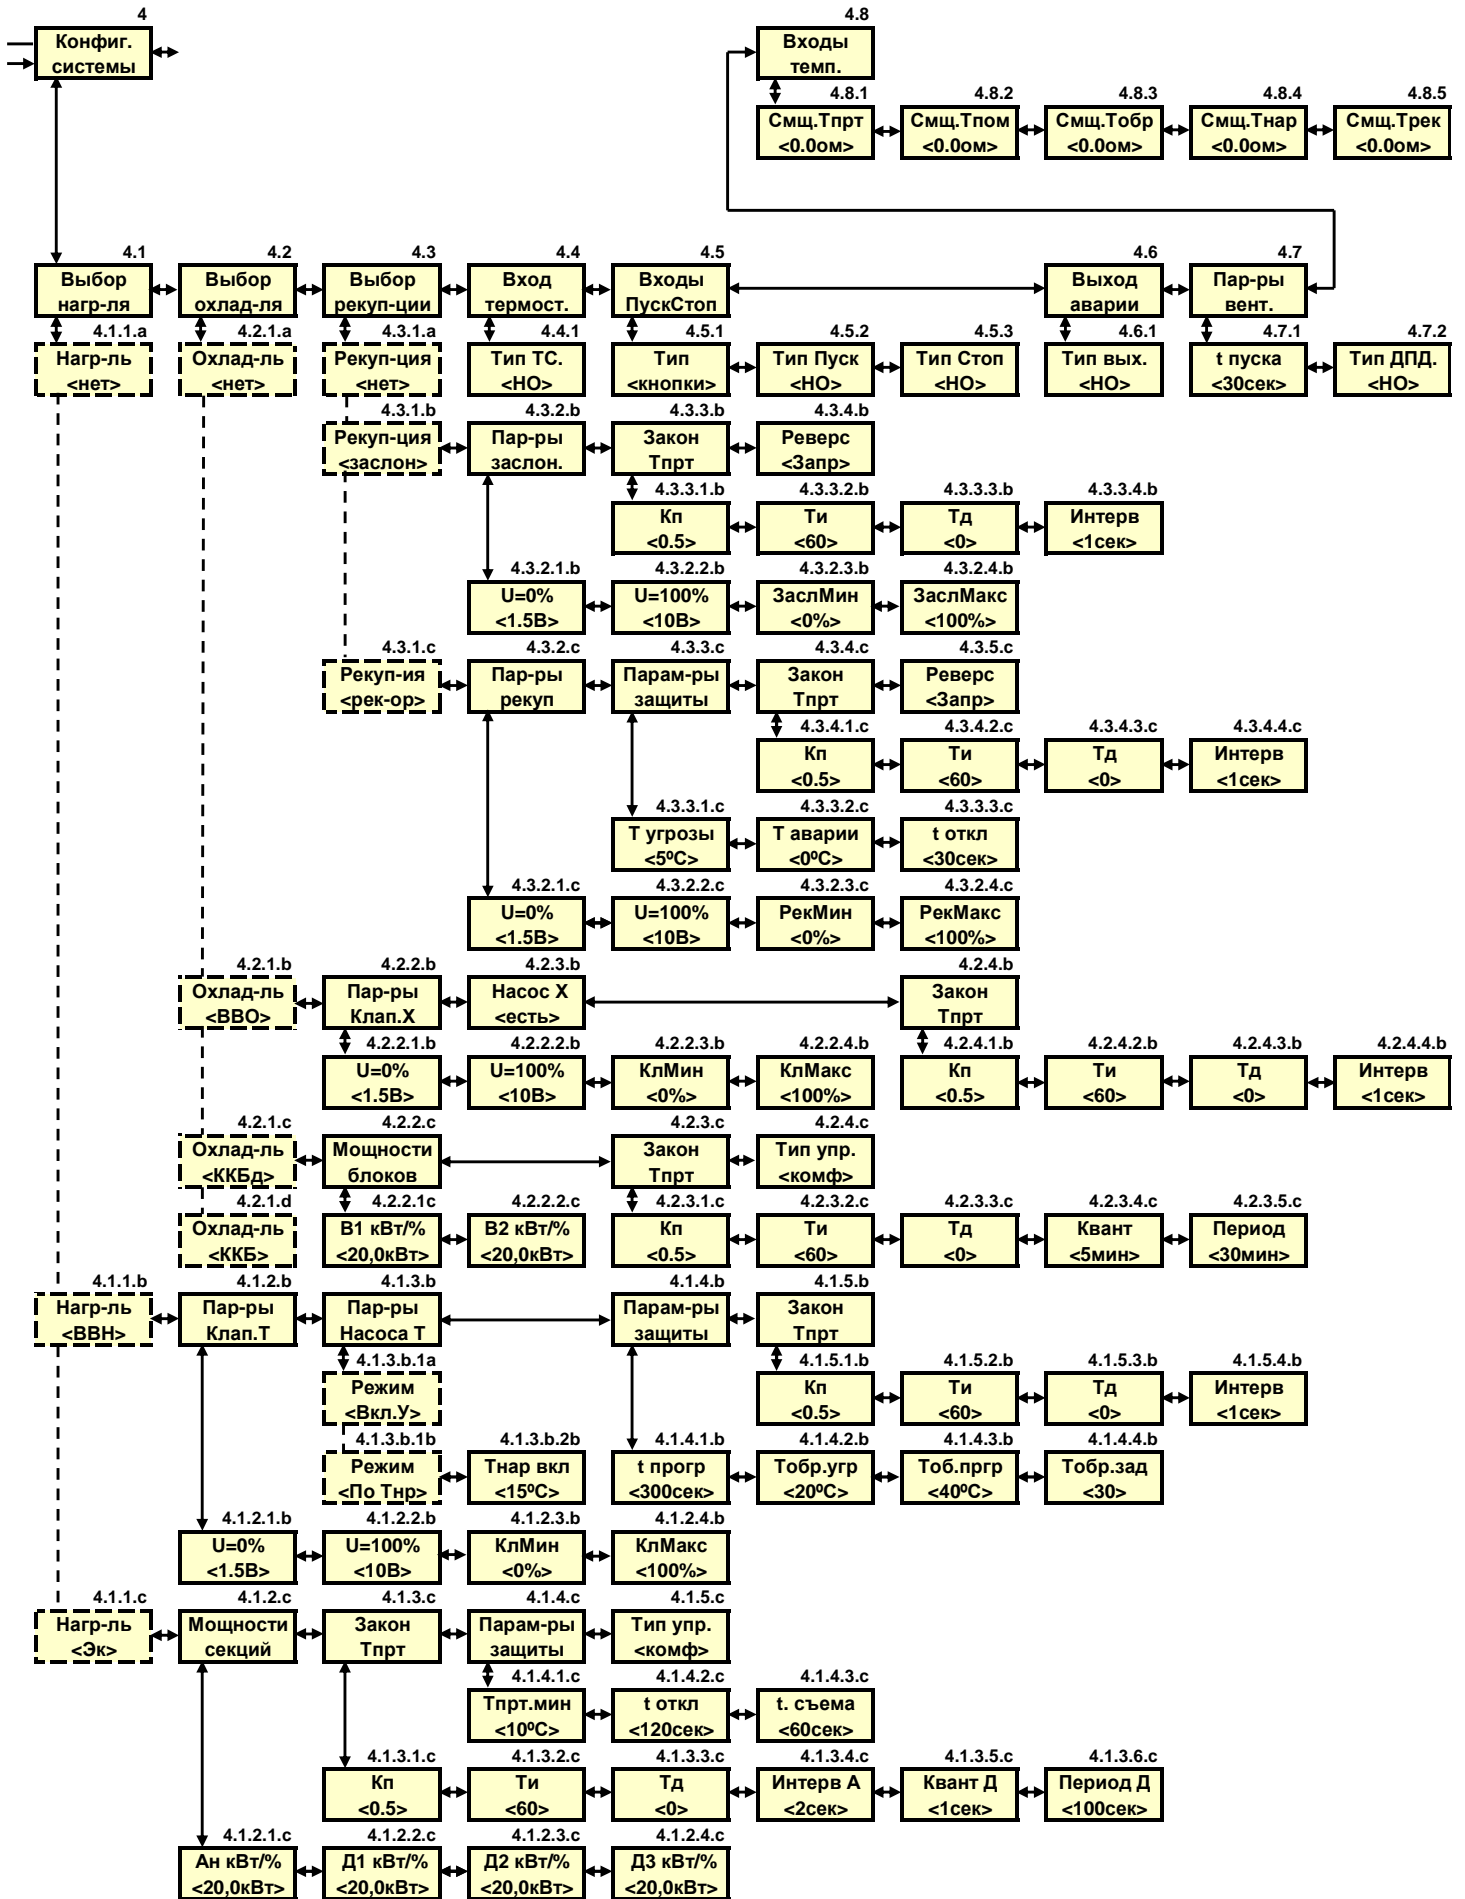 4
Конфиг.
системы
4.8
Входы
темп.
4.8.1
Смщ.Тпрт
<0.0ом>
4.8.2
Смщ.Тпом
<0.0ом>
4.8.3
Смщ.Тобр
<0.0ом>
4.8.4
Смщ.Тнар
<0.0ом>
4.8.5
Смщ.Трек
<0.0ом>
4.1
Выбор
нагр-ля
4.2
Выбор
охлад-ля
4.3
Выбор
рекуп-ции
4.4
Вход
термост.
4.5
Входы
ПускСтоп
4.6
Выход
аварии
4.7
Пар-ры
вент.
4.1.1.a
Нагр-ль
<нет>
4.2.1.a
Охлад-ль
<нет>
4.3.1.a
Рекуп-ция
<нет>
4.4.1
Тип ТС.
<НО>
4.5.1
Тип
<кнопки>
4.5.2
Тип Пуск
<НО>
4.5.3
Тип Стоп
<НО>
4.6.1
Тип вых.
<НО>
4.7.1
t пуска
<30сек>
4.7.2
Тип ДПД.
<НО>
4.3.1.b
Рекуп-ция
<заслон>
4.3.2.b
Пар-ры
заслон.
4.3.3.b
Закон
Тпрт
4.3.4.b
Реверс
<Запр>
4.3.3.1.b
Кп
<0.5>
4.3.3.2.b
Ти
<60>
4.3.3.3.b
Тд
<0>
4.3.3.4.b
Интерв
<1сек>
4.3.2.1.b
U=0%
<1.5В>
4.3.2.2.b
U=100%
<10В>
4.3.2.3.b
ЗаслМин
<0%>
4.3.2.4.b
ЗаслМакс
<100%>
4.3.1.c
Рекуп-ия
<рек-ор>
4.3.2.c
Пар-ры
рекуп
4.3.3.c
Парам-ры
защиты
4.3.4.c
Закон
Тпрт
4.3.5.c
Реверс
<Запр>
4.3.4.1.c
Кп
<0.5>
4.3.4.2.c
Ти
<60>
4.3.4.3.c
Тд
<0>
4.3.4.4.c
Интерв
<1сек>
4.3.3.1.c
Т угрозы
<5ºС>
4.3.3.2.c
Т аварии
<0ºС>
4.3.3.3.c
t откл
<30сек>
4.3.2.1.c
U=0%
<1.5В>
4.3.2.2.c
U=100%
<10В>
4.3.2.3.c
РекМин
<0%>
4.3.2.4.c
РекМакс
<100%>
4.2.1.b
Охлад-ль
<ВВО>
4.2.2.b
Пар-ры
Клап.Х
4.2.3.b
Насос Х
<есть>
4.2.4.b
Закон
Тпрт
4.2.2.1.b
U=0%
<1.5В>
4.2.2.2.b
U=100%
<10В>
4.2.2.3.b
КлМин
<0%>
4.2.2.4.b
КлМакс
<100%>
4.2.4.1.b
Кп
<0.5>
4.2.4.2.b
Ти
<60>
4.2.4.3.b
Тд
<0>
4.2.4.4.b
Интерв
<1сек>
4.2.1.c
Охлад-ль
<ККБд>
4.2.2.c
Мощности
блоков
4.2.3.c
Закон
Тпрт
4.2.4.c
Тип упр.
<комф>
4.2.1.d
Охлад-ль
<ККБ>
4.2.2.1c
В1 кВт/%
<20,0кВт>
4.2.2.2.c
В2 кВт/%
<20,0кВт>
4.2.3.1.c
Кп
<0.5>
4.2.3.2.c
Ти
<60>
4.2.3.3.c
Тд
<0>
4.2.3.4.c
Квант
<5мин>
4.2.3.5.c
Период
<30мин>
4.1.1.b
Нагр-ль
<ВВН>
4.1.2.b
Пар-ры
Клап.Т
4.1.3.b
Пар-ры
Насоса Т
4.1.4.b
Парам-ры
защиты
4.1.5.b
Закон
Тпрт
4.1.3.b.1a
Режим
<Вкл.У>
4.1.5.1.b
Кп
<0.5>
4.1.5.2.b
Ти
<60>
4.1.5.3.b
Тд
<0>
4.1.5.4.b
Интерв
<1сек>
4.1.3.b.1b
Режим
<По Тнр>
4.1.3.b.2b
Тнар вкл
<15ºС>
4.1.4.1.b
t прогр
<300сек>
4.1.4.2.b
Тобр.угр
<20ºС>
4.1.4.3.b
Тоб.пргр
<40ºС>
4.1.4.4.b
Тобр.зад
<30>
4.1.2.1.b
U=0%
<1.5В>
4.1.2.2.b
U=100%
<10В>
4.1.2.3.b
КлМин
<0%>
4.1.2.4.b
КлМакс
<100%>
4.1.1.c
Нагр-ль
<Эк>
4.1.2.c
Мощности
секций
4.1.3.c
Закон
Тпрт
4.1.4.c
Парам-ры
защиты
4.1.5.c
Тип упр.
<комф>
4.1.4.1.c
Тпрт.мин
<10ºС>
4.1.4.2.c
t откл
<120сек>
4.1.4.3.c
t. съема
<60сек>
4.1.3.1.c
Кп
<0.5>
4.1.3.2.c
Ти
<60>
4.1.3.3.c
Тд
<0>
4.1.3.4.c
Интерв А
<2сек>
4.1.3.5.c
Квант Д
<1сек>
4.1.3.6.c
Период Д
<100сек>
4.1.2.1.c
Ан кВт/%
<20,0кВт>
4.1.2.2.c
Д1 кВт/%
<20,0кВт>
4.1.2.3.c
Д2 кВт/%
<20,0кВт>
4.1.2.4.c
Д3 кВт/%
<20,0кВт>